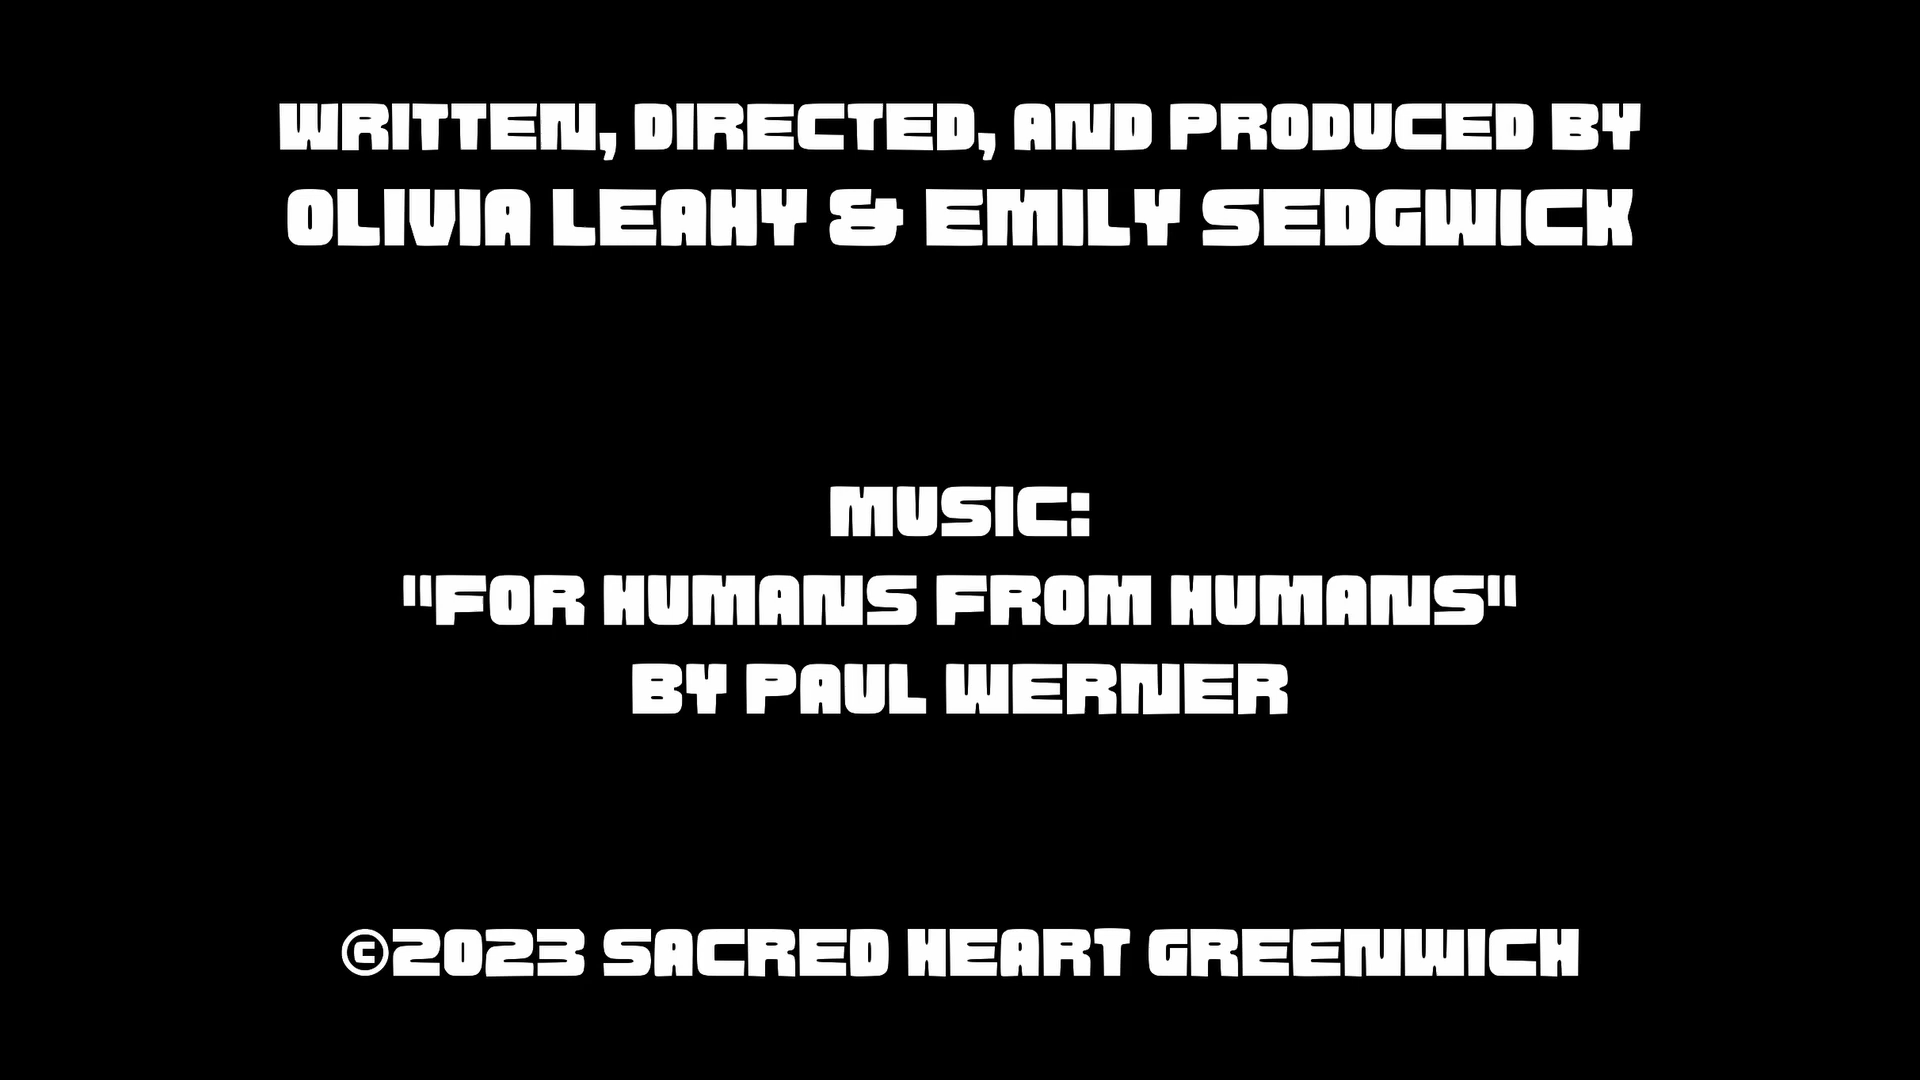 WRITTEN, DIRECTED, AND PRODUCED BY
OLIVIA LEAHY & EMILY SEDGWICK
MUSIC:
"FOR HUMANS FROM HUMANS"
BY PAUL WERNER
©2023 SACRED HEART GREENWICH